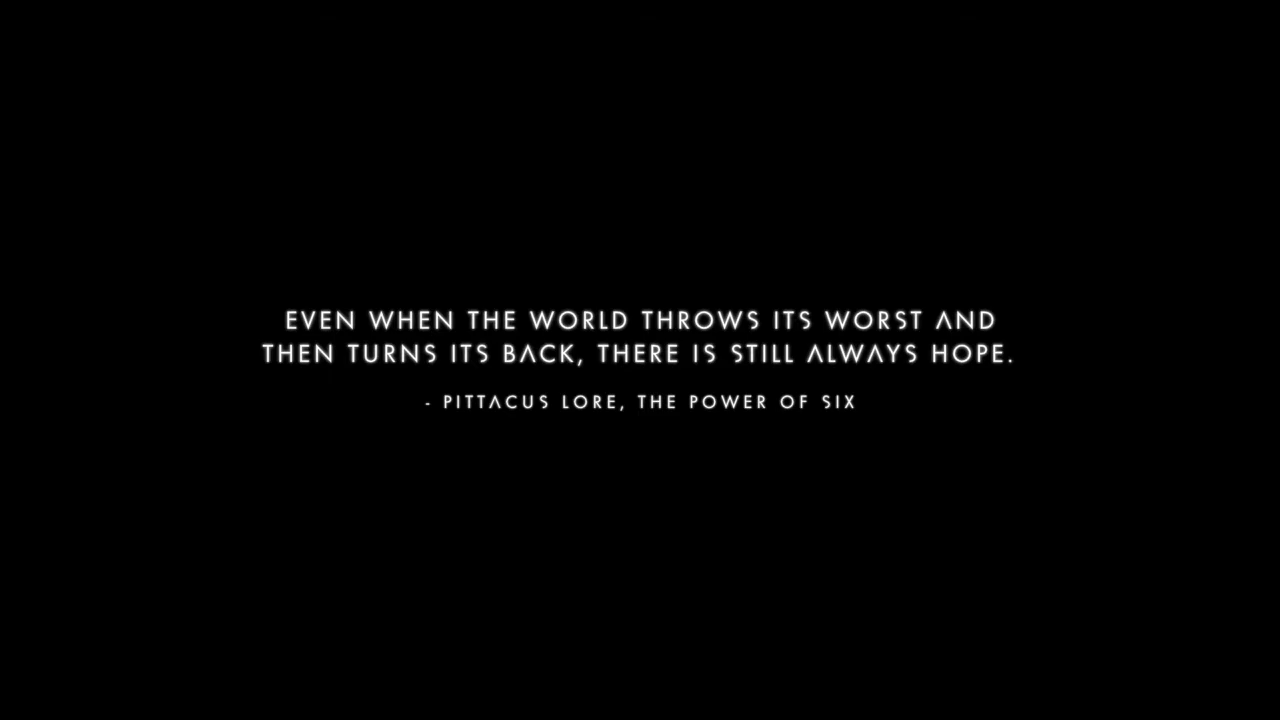 EVEN WHEN THE WORLD THROWS ITS WORST AND
THEN TURNS ITS BACK, THERE IS STILL ALWAYS HOPE.
- PITTACUS LORE, THE POWER OF SIX